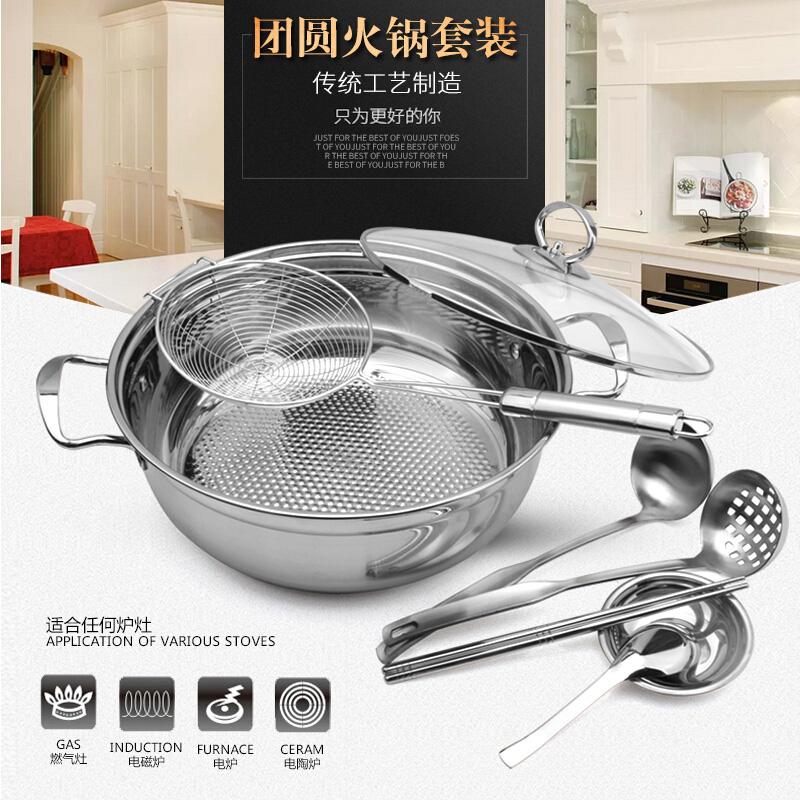 团圆火锅套装
传统工艺制造
只为更好的你
JUST FOR THE BEST OF YOUJUST FOES
T OF YOUJUST FOR THE BEST OF YOU
R THE BEST OF YOUJUST FOR TH
E BEST OF YOUJUST FOR THE B
适合任何炉灶
APPLICATION OF VARIOUS STOVES
GAS
燃气灶
INDUCTION
电磁炉
FURNACE
电炉
CERAM
电陶炉